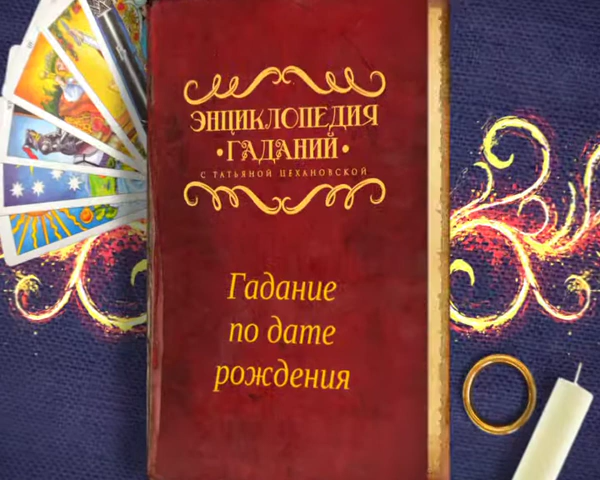 ЭНЦИКЛОПЕДИЯ
•ГАДАНИЙ•
С ТАТЬЯНОЙ ЦЕХАНОВСКОЙ
Гадание
по дате
рождения